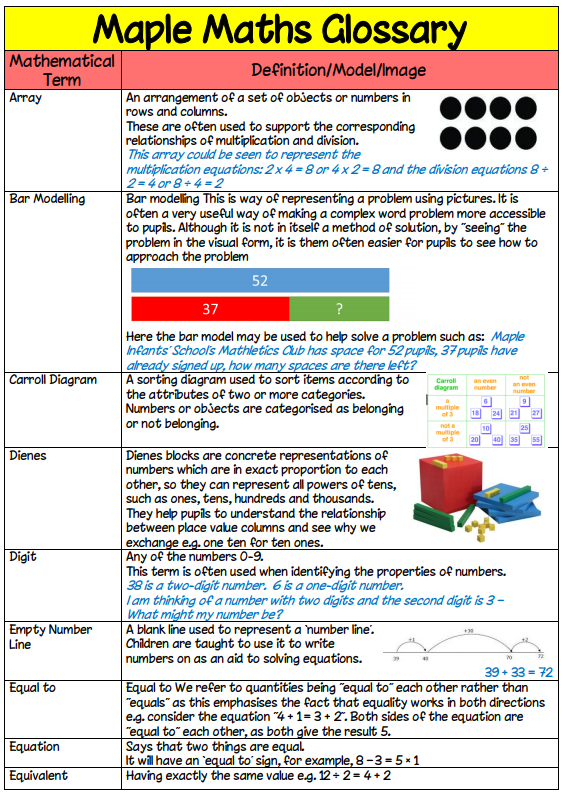 Maple Maths Glossary
Mathematical
Term
Definition/Model/Image
Array
An arrangement of a set of objects or numbers in
rows and columns.
These are often used to support the corresponding
relationships of multiplication and division.
This array could be seen to represent the
multiplication equations: 2 x 4 = 8 or 4 x 2 = 8 and the division equations 8 ÷
2 = 4 or 8 ÷ 4 = 2
Bar Modelling
Bar modelling This is way of representing a problem using pictures. It is
often a very useful way of making a complex word problem more accessible
to pupils. Although it is not in itself a method of solution, by "seeing" the
problem in the visual form, it is them often easier for pupils to see how to
approach the problem
52
37 ?
Here the bar model may be used to help solve a problem such as: Maple
Infants' School's Mathletics Club has space for 52 pupils, 37 pupils have
already signed up, how many spaces are there left?
Carroll Diagram
A sorting diagram used to sort items according to
the attributes of two or more categories.
Numbers or objects are categorised as belonging
or not belonging.
Carroll
diagram
an even
number
not
an even
number
a
multiple
of 3
6
18 24
9
21 27
not a
multiple
of 3
10
20 40
25
35 55
Dienes
Dienes blocks are concrete representations of
numbers which are in exact proportion to each
other, so they can represent all powers of tens,
such as ones, tens, hundreds and thousands.
They help pupils to understand the relationship
between place value columns and see why we
exchange e.g. one ten for ten ones.
Digit
Any of the numbers 0-9.
This term is often used when identifying the properties of numbers.
38 is a two-digit number. 6 is a one-digit number.
I am thinking of a number with two digits and the second digit is 3 –
What might my number be?
Empty Number
Line
A blank line used to represent a 'number line'.
Children are taught to use it to write
numbers on as an aid to solving equations.
+1 +30 +2
39 40 70 72
39 + 33 = 72
Equal to
Equal to We refer to quantities being "equal to" each other rather than
"equals" as this emphasises the fact that equality works in both directions
e.g. consider the equation "4 + 1 = 3 + 2". Both sides of the equation are
"equal to" each other, as both give the result 5.
Equation
Says that two things are equal.
It will have an 'equal to' sign, for example, 8 – 3 = 5 × 1
Equivalent
Having exactly the same value e.g. 12 ÷ 2 = 4 + 2